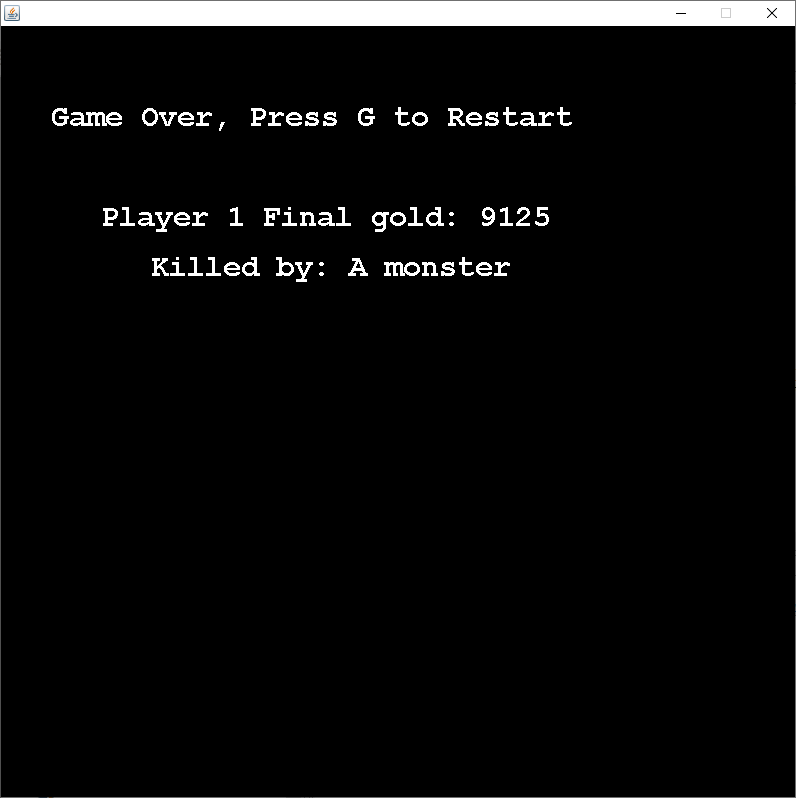 Game Over, Press G to Restart
Player 1 Final gold: 9125
Killed by: A monster